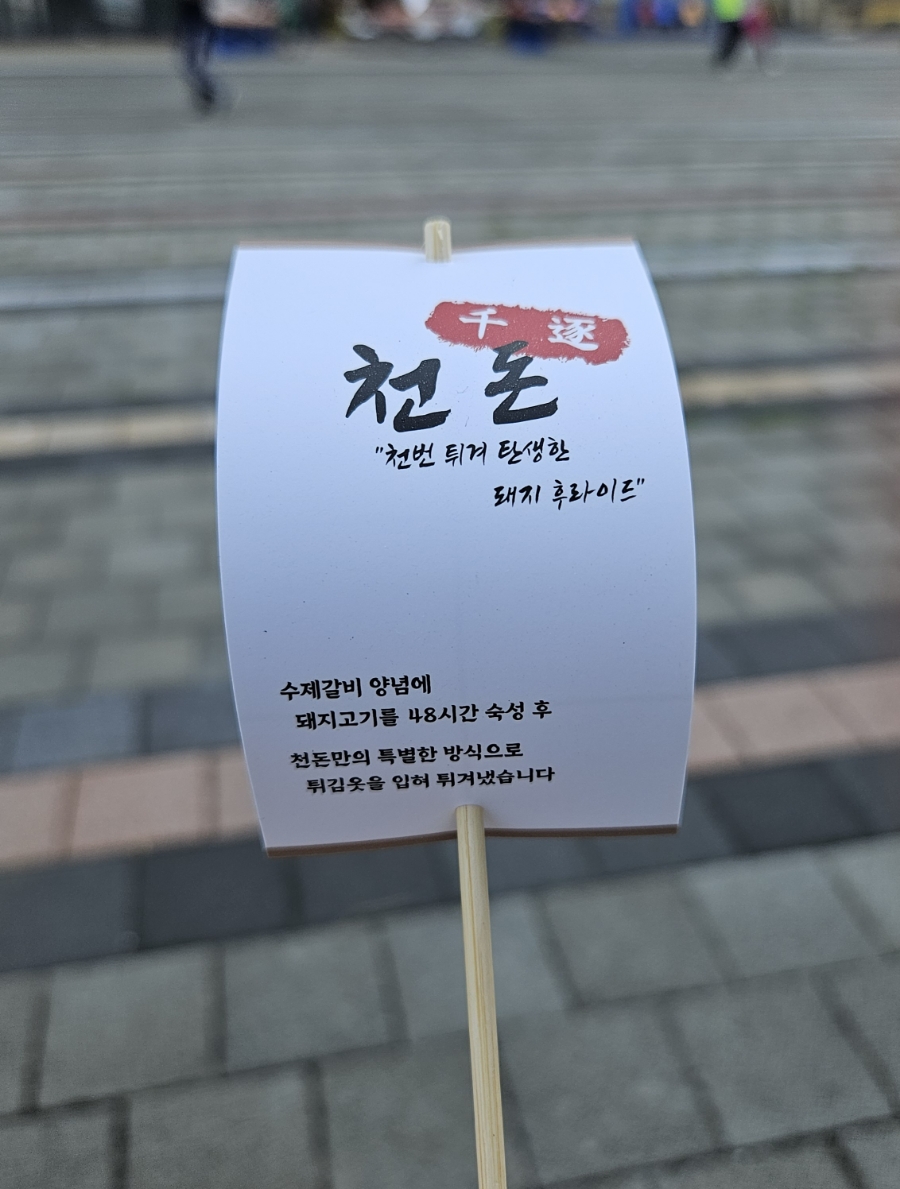 千 逐
천돈
"천번 튀겨 탄생한
돼지 후라이드"
수제갈비 양념에
돼지고기를 48시간 숙성 후
천돈만의 특별한 방식으로
튀김옷을 입혀 튀겨냈습니다